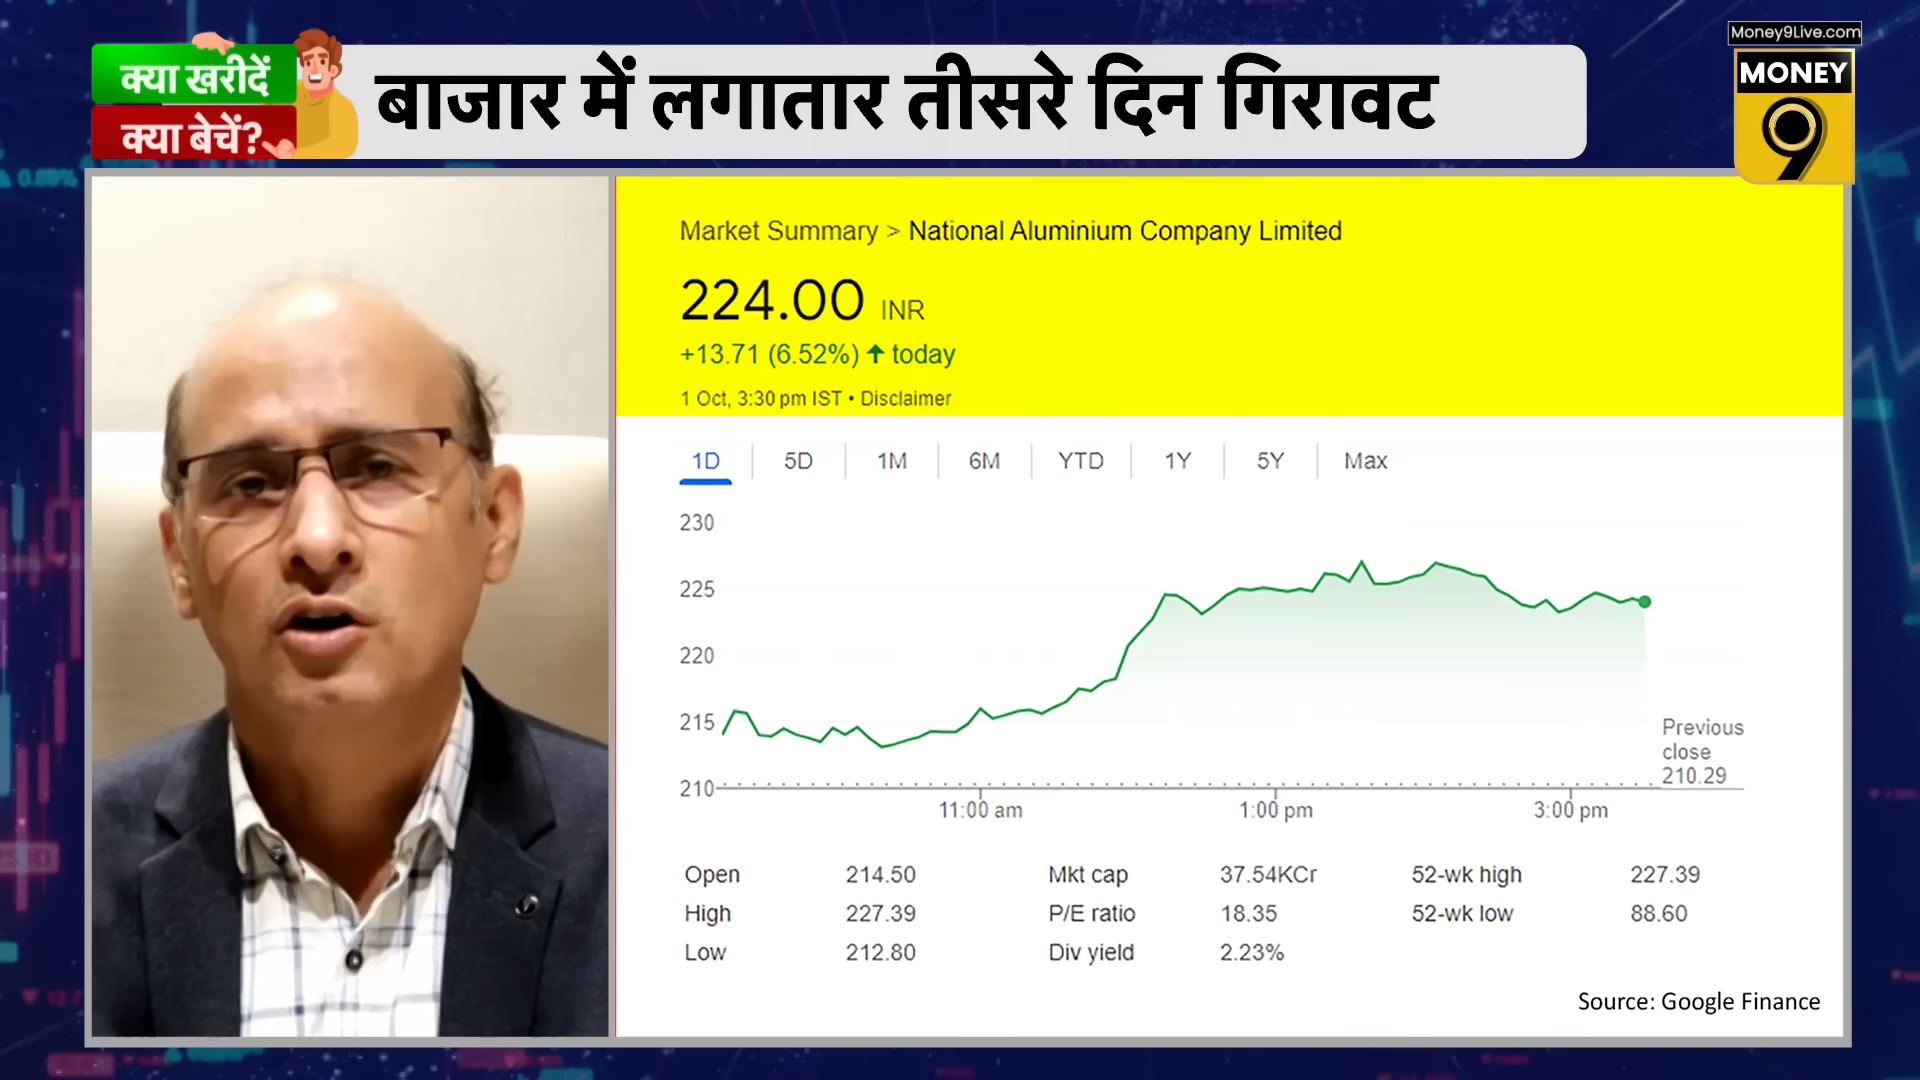 क्या खरीदें
क्या बेचें?
बाजार में लगातार तीसरे दिन गिरावट
Money9Live.com
MONEY
9
Market Summary > National Aluminium Company Limited
224.00 INR
+13.71 (6.52%) ↑ today
1 Oct, 3:30 pm IST • Disclaimer
1D 5D 1M 6M YTD 1Y 5Y Max
230
225
220
215
210
Previous
close
210.29
11:00 am 1:00 pm 3:00 pm
Open 214.50 Mkt cap 37.54KCr 52-wk high 227.39
High 227.39 P/E ratio 18.35 52-wk low 88.60
Low 212.80 Div yield 2.23%
Source: Google Finance